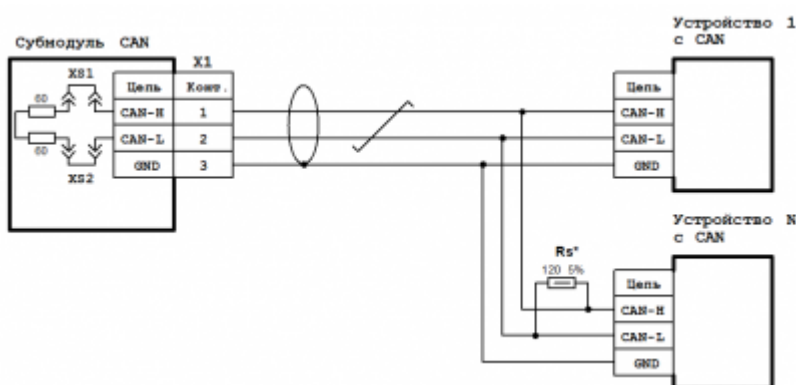 Устройство 1
с CAN
Субмодуль CAN
X1
XS1
Цепь Конт.
Цепь
60
CAN-H 1
CAN-H
CAN-L 2
CAN-L
60
GND 3
GND
XS2
Устройство N
с CAN
Rs*
120 5%
Цепь
CAN-H
CAN-L
GND